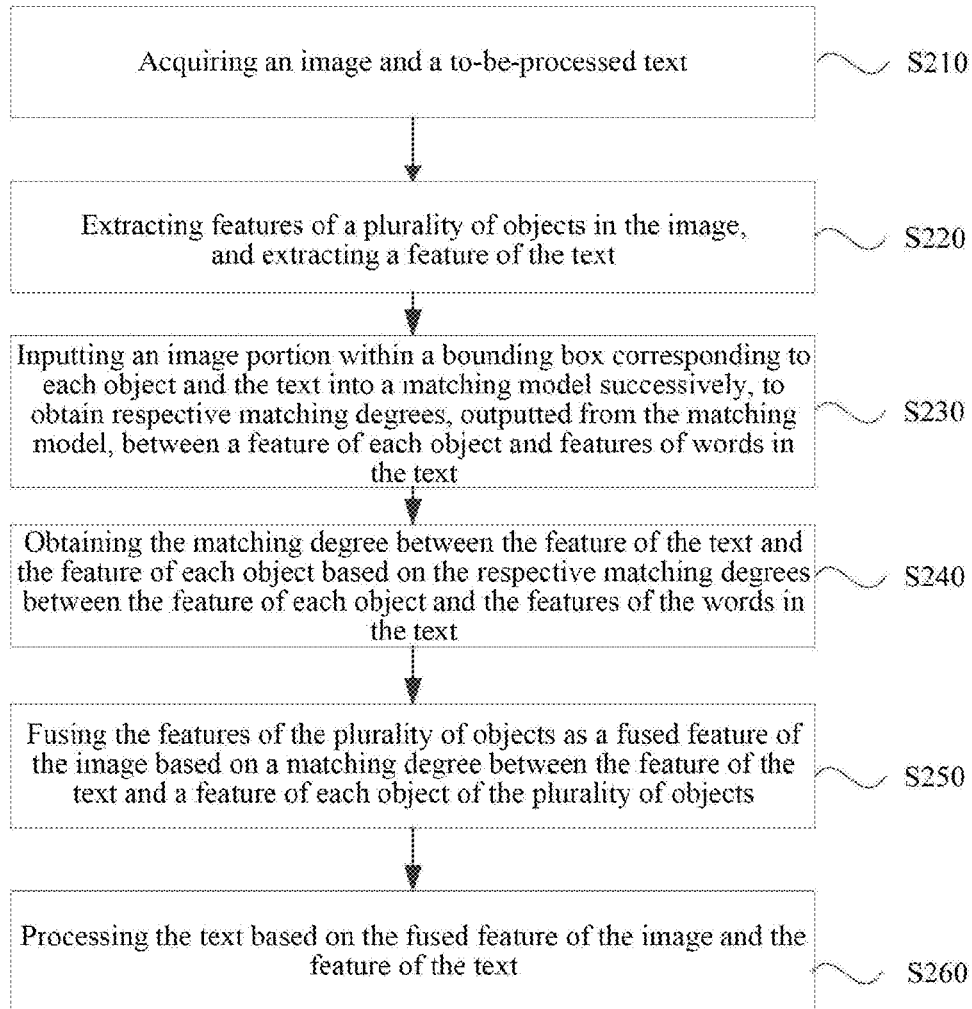 Acquiring an image and a to-be-processed text
S210
Extracting features of a plurality of objects in the image,
and extracting a feature of the text
S220
Inputting an image portion within a bounding box corresponding to
each object and the text into a matching model successively, to
obtain respective matching degrees, outputted from the matching
model, between a feature of each object and features of words in
the text
S230
Obtaining the matching degree between the feature of the text and
the feature of each object based on the respective matching degrees
between the feature of each object and the features of the words in
the text
S240
Fusing the features of the plurality of objects as a fused feature of
the image based on a matching degree between the feature of the
text and a feature of each object of the plurality of objects
S250
Processing the text based on the fused feature of the image and the
feature of the text
S260